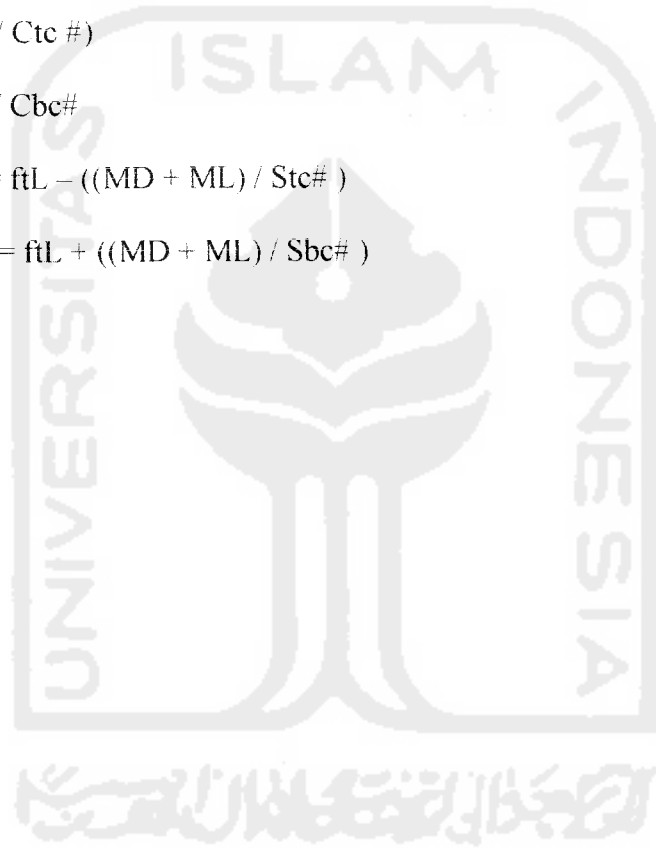 / Ctc #)
/ Cbc#
= ftL – ((MD + ML) / Stc# )
= ftL + ((MD + ML) / Sbc# )
ISLAM
UNIVERSITAS
INDONESIA